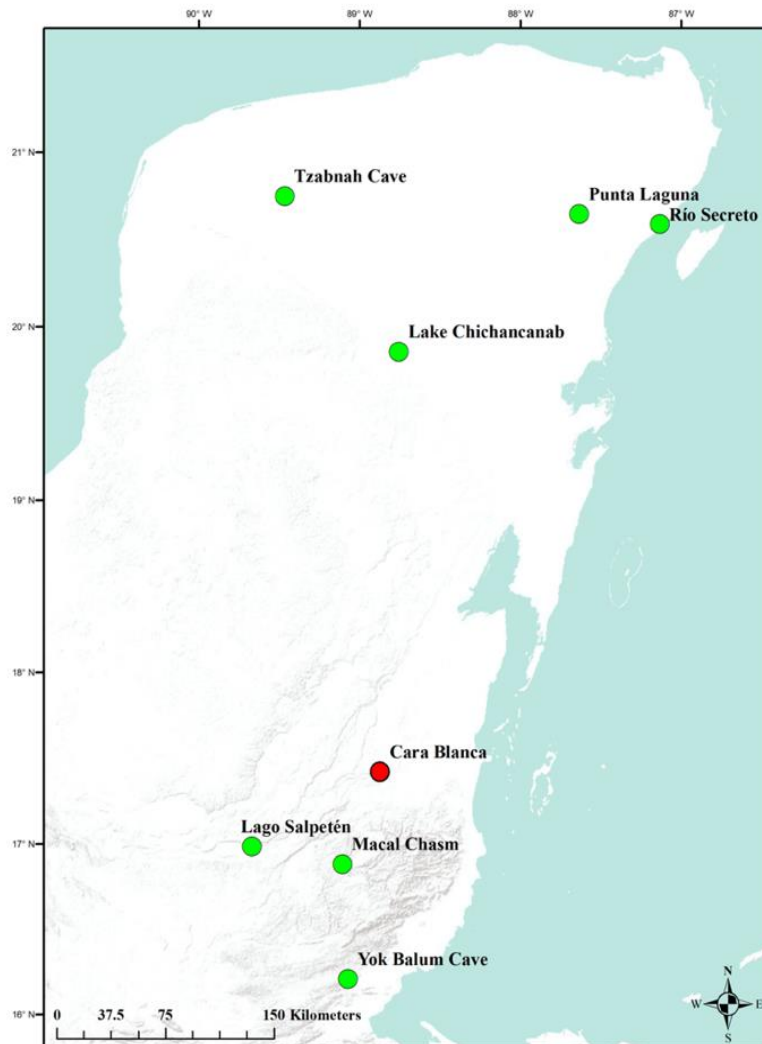 90° W 89° W 88° W 87° W
21° N
Tzabnah Cave
Punta Laguna
Río Secreto
20° N
Lake Chichancanab
19° N
18° N
Cara Blanca
17° N
Lago Salpetén
Macal Chasm
Yok Balum Cave
16° N
0 37.5 75 150 Kilometers
N
W E
S